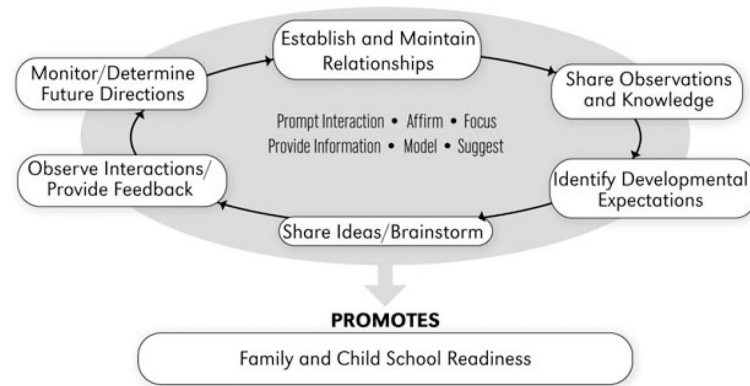 Establish and Maintain
Relationships
Share Observations
and Knowledge
Identify Developmental
Expectations
Share Ideas/Brainstorm
Observe Interactions/
Provide Feedback
Monitor/Determine
Future Directions
Prompt Interaction • Affirm • Focus
Provide Information • Model • Suggest
PROMOTES
Family and Child School Readiness